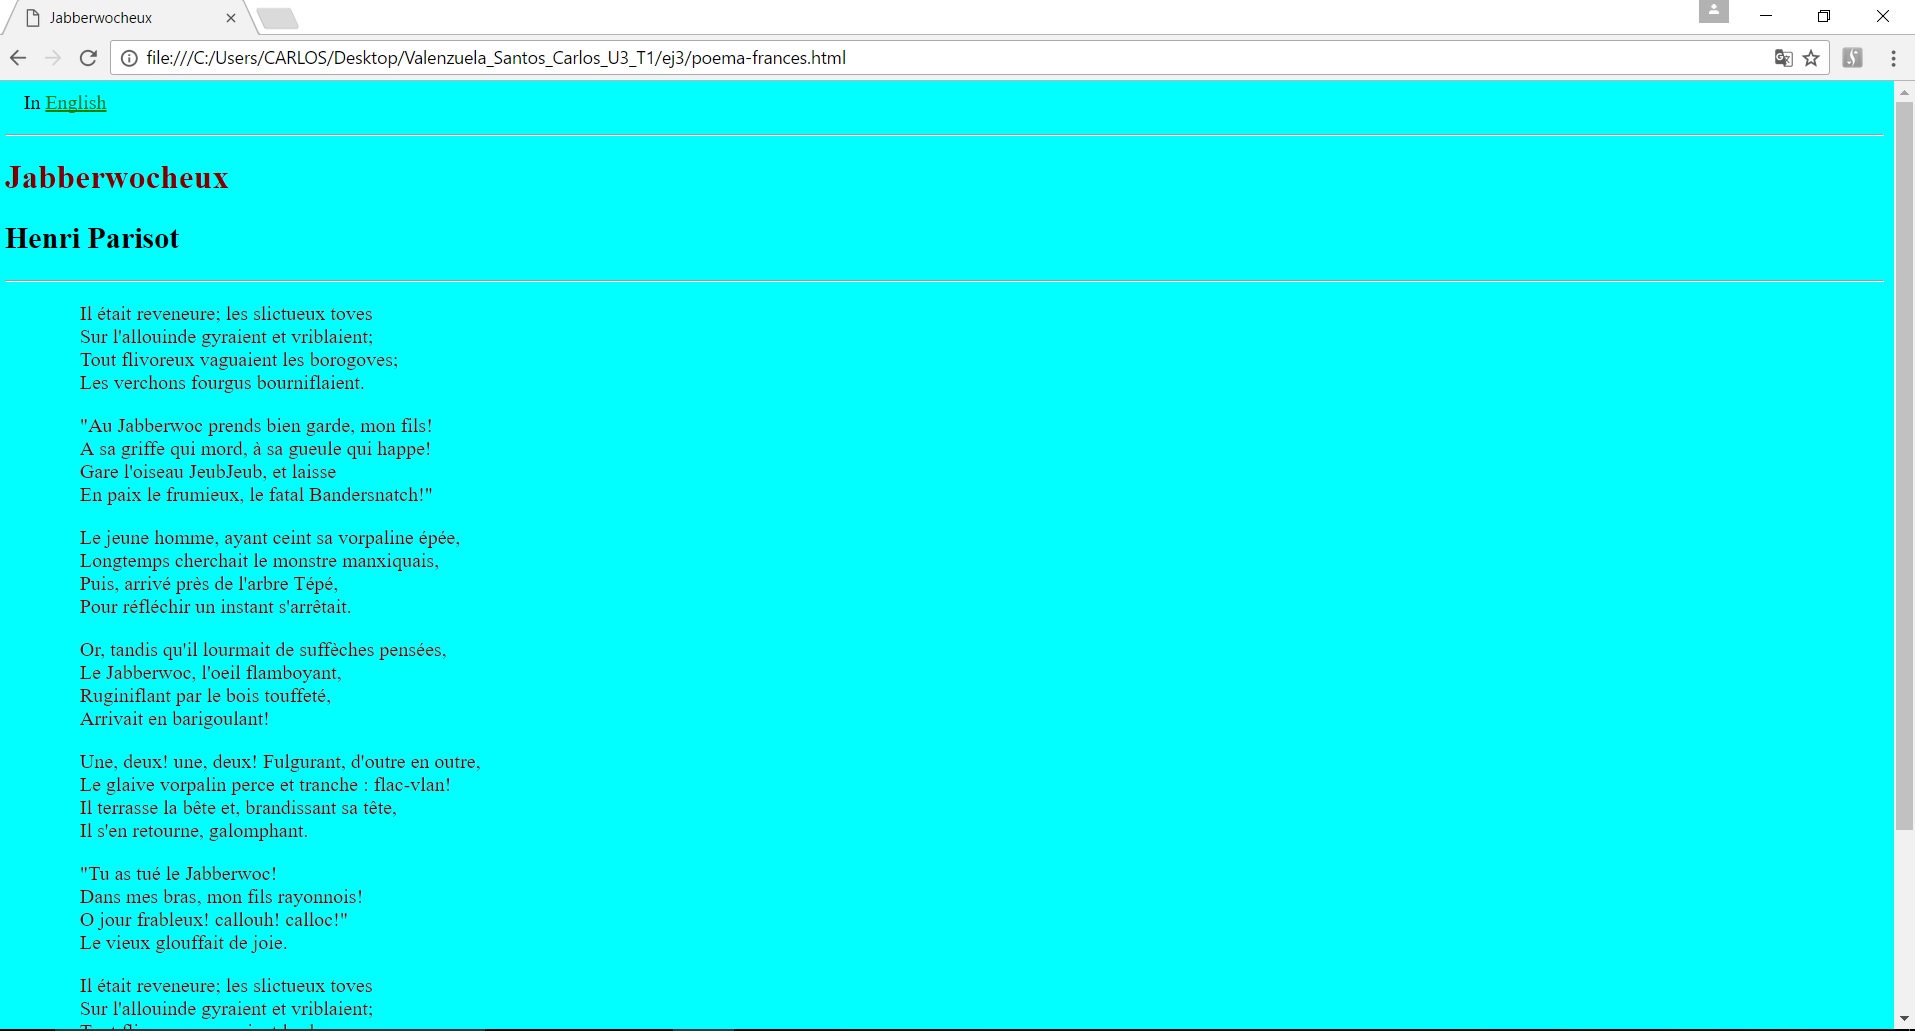 Jabberwocheux
file:///C:/Users/CARLOS/Desktop/Valenzuela_Santos_Carlos_U3_T1/ej3/poema-frances.html
In English
Jabberwocheux
Henri Parisot
Il était reveneure; les slictueux toves
Sur l'allouinde gyraient et vriblaient;
Tout flivoreux vaguaient les borogoves;
Les verchons fourgus bourniflaient.
"Au Jabberwoc prends bien garde, mon fils!
A sa griffe qui mord, à sa gueule qui happe!
Gare l'oiseau JeubJeub, et laisse
En paix le frumieux, le fatal Bandersnatch!"
Le jeune homme, ayant ceint sa vorpaline épée,
Longtemps cherchait le monstre manxiquais,
Puis, arrivé près de l'arbre Tépé,
Pour réfléchir un instant s'arrêtait.
Or, tandis qu'il lourmait de suffèches pensées,
Le Jabberwoc, l'oeil flamboyant,
Ruginiflant par le bois touffeté,
Arrivait en barigoulant!
Une, deux! une, deux! Fulgurant, d'outre en outre,
Le glaive vorpalin perce et tranche : flac-vlan!
Il terrasse la bête et, brandissant sa tête,
Il s'en retourne, galomphant.
"Tu as tué le Jabberwoc!
Dans mes bras, mon fils rayonnois!
O jour frableux! callouh! calloc!"
Le vieux glouffait de joie.
Il était reveneure; les slictueux toves
Sur l'allouinde gyraient et vriblaient;